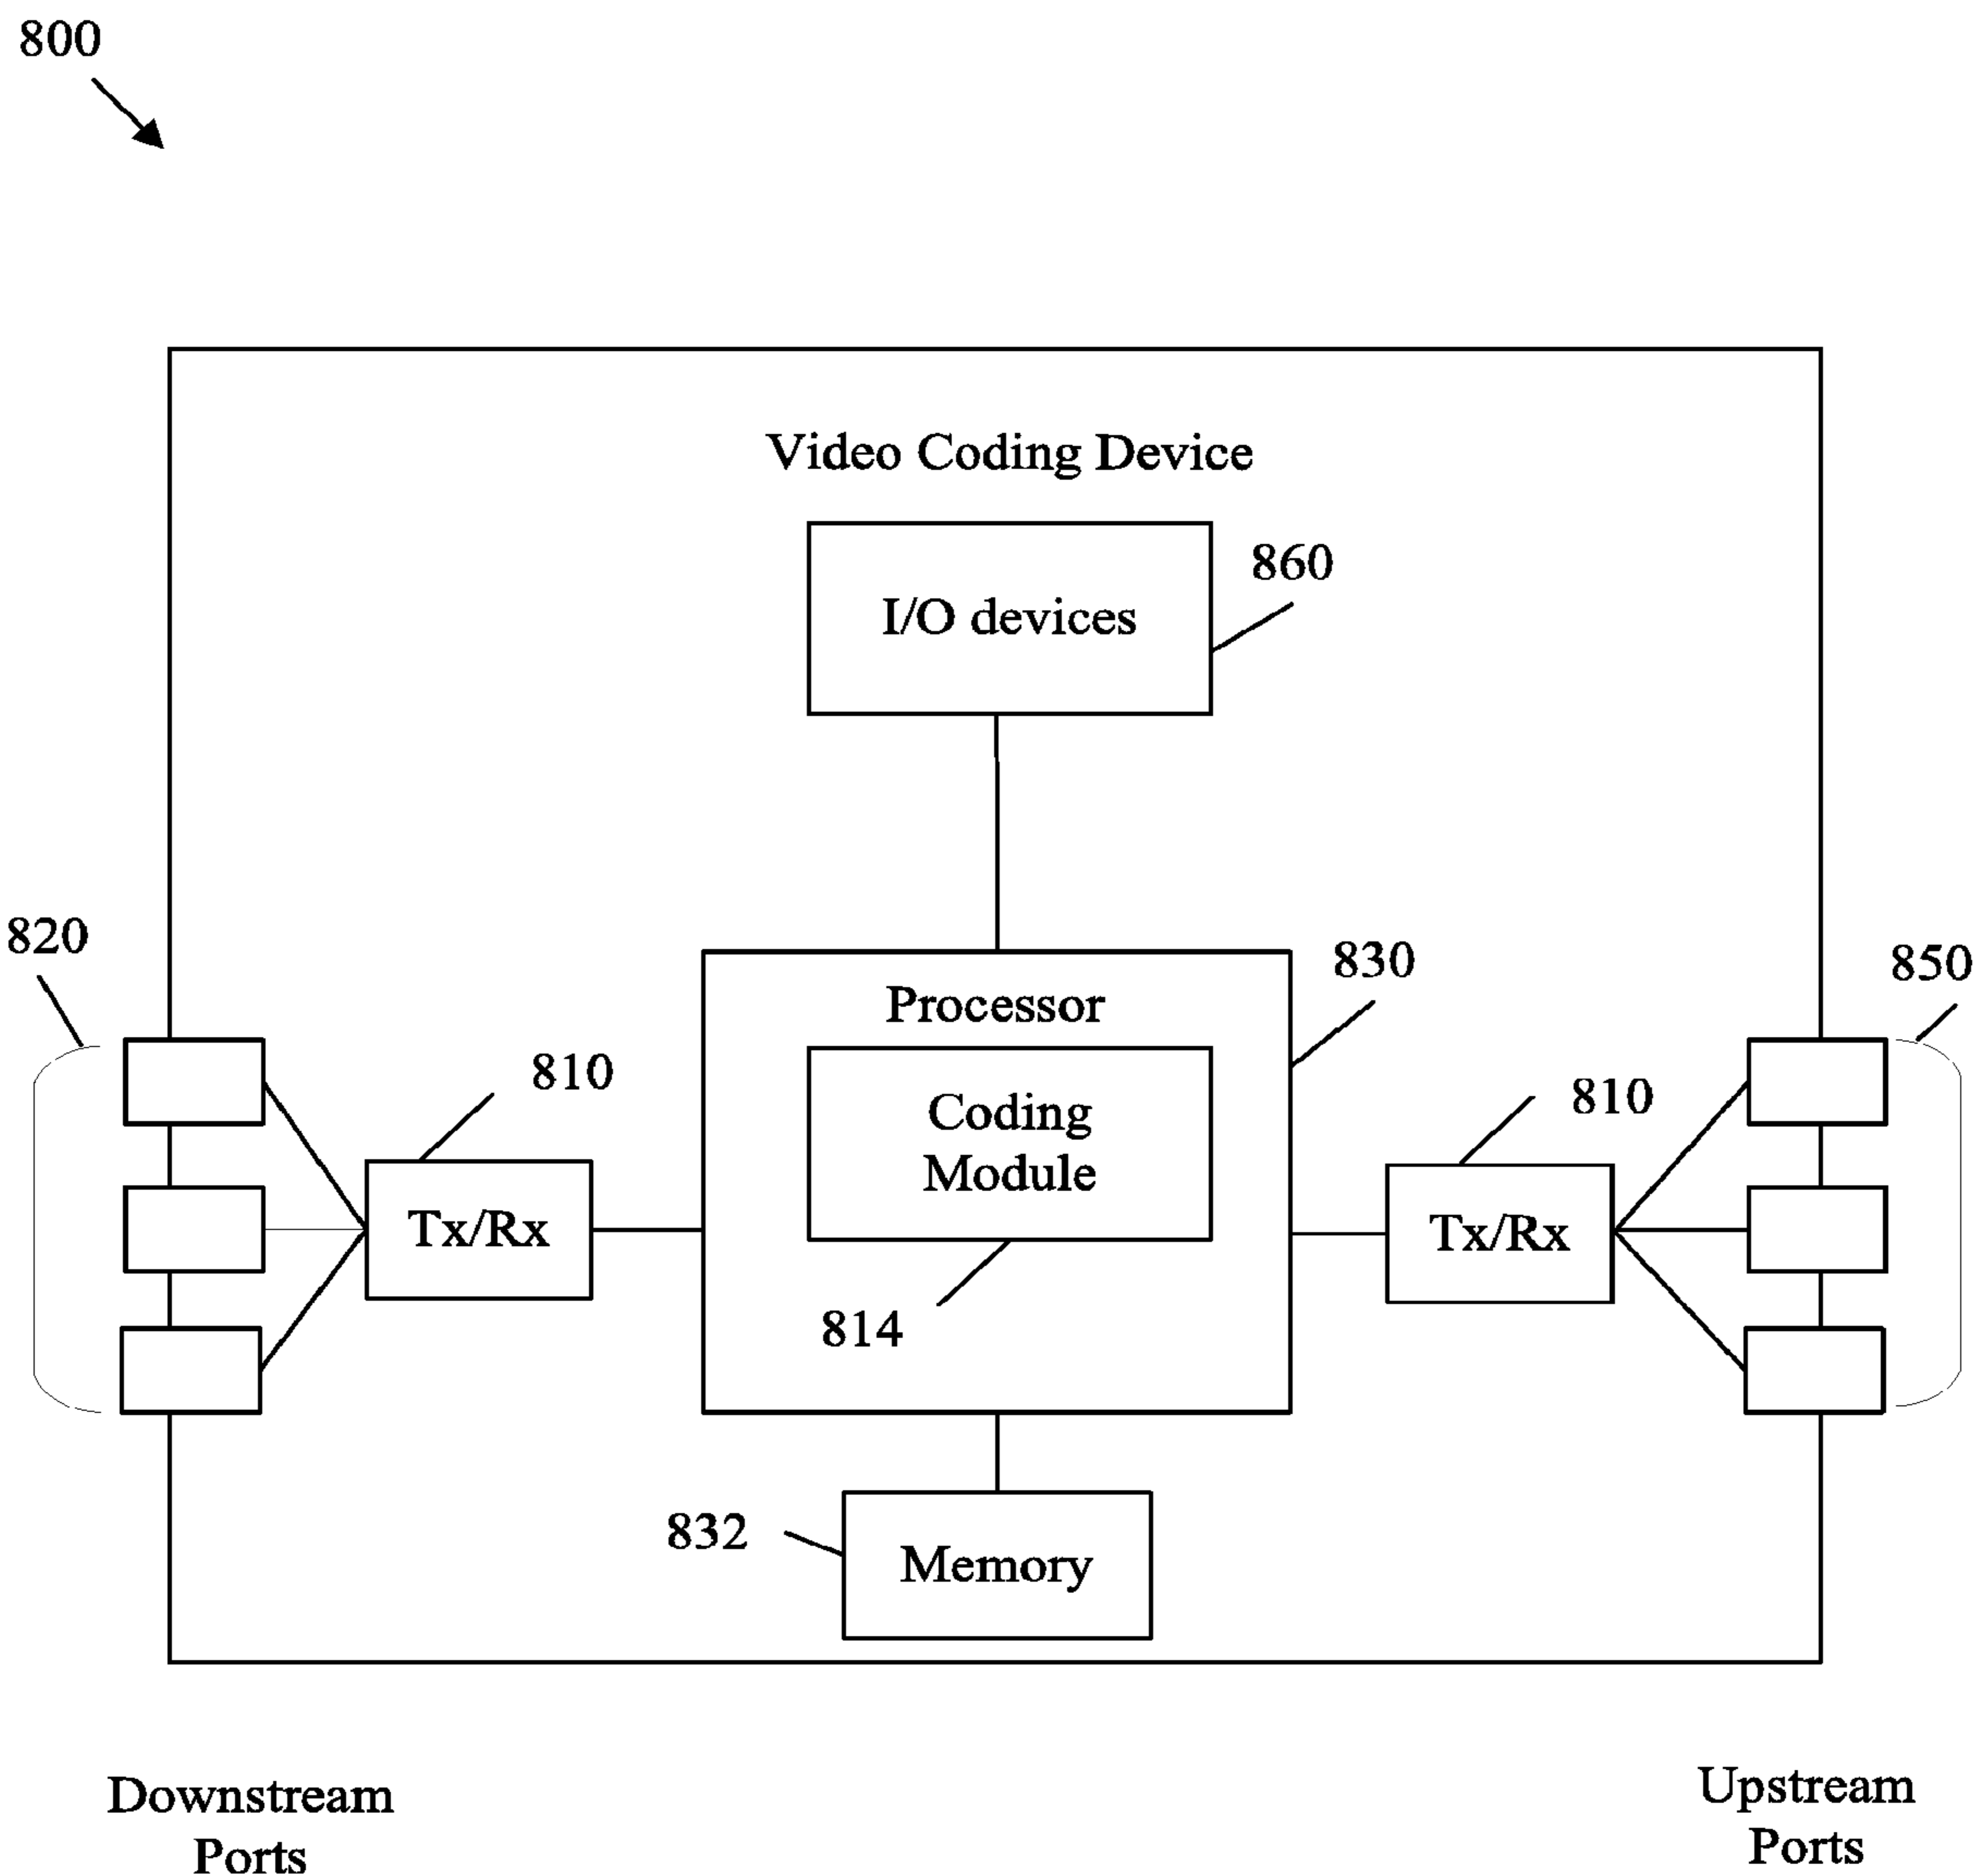 800
Video Coding Device
I/O devices
860
820
830
850
Processor
810
Coding
Module
810
Tx/Rx
Tx/Rx
814
832
Memory
Downstream
Ports
Upstream
Ports